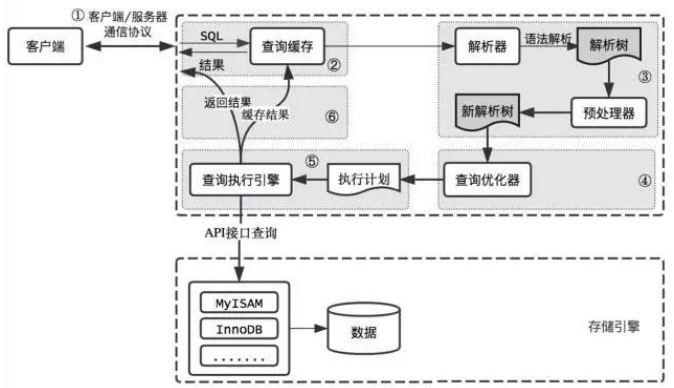 ① 客户端/服务器
通信协议
客户端
SQL
结果
查询缓存
②
解析器
语法解析
解析树
③
新解析树
预处理器
返回结果
缓存结果
⑥
查询执行引擎
⑤
执行计划
查询优化器
④
API接口查询
MyISAM
InnoDB
.......
数据
存储引擎